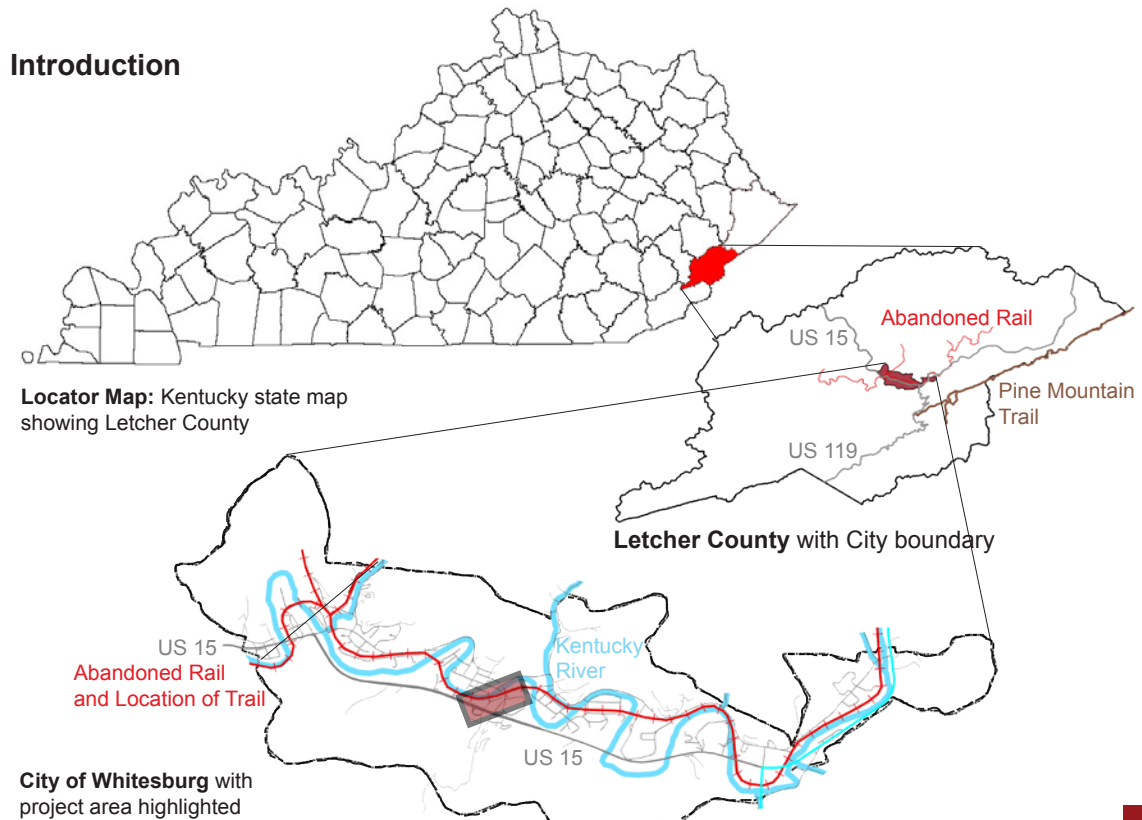 Introduction
Locator Map: Kentucky state map
showing Letcher County
US 15
Abandoned Rail
Pine Mountain
Trail
US 119
Letcher County with City boundary
US 15
Abandoned Rail
and Location of Trail
Kentucky
River
US 15
City of Whitesburg with
project area highlighted